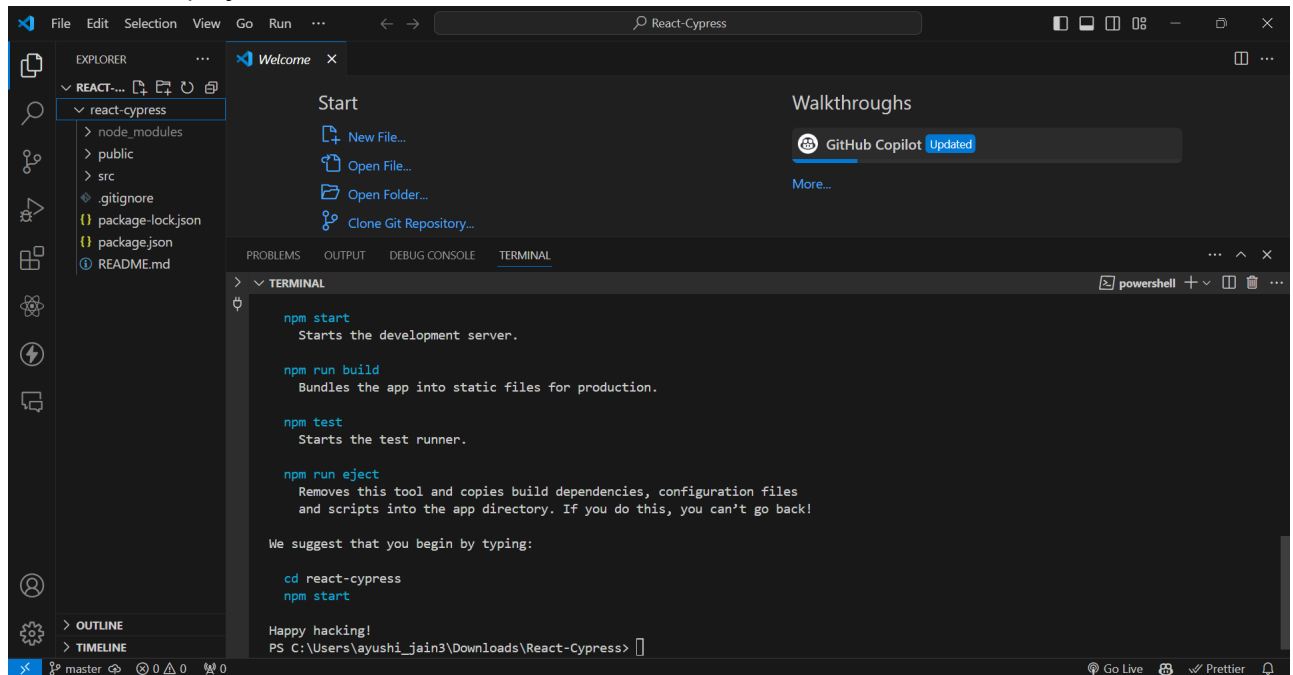 File Edit Selection View Go Run ··· React-Cypress
EXPLORER ···
Welcome
REACT-...
react-cypress
node_modules
public
src
.gitignore
package-lock.json
package.json
README.md
OUTLINE
TIMELINE
Start
New File...
Open File...
Open Folder...
Clone Git Repository...
Walkthroughs
GitHub Copilot Updated
More...
PROBLEMS OUTPUT DEBUG CONSOLE TERMINAL
TERMINAL powershell
npm start
Starts the development server.
npm run build
Bundles the app into static files for production.
npm test
Starts the test runner.
npm run eject
Removes this tool and copies build dependencies, configuration files
and scripts into the app directory. If you do this, you can’t go back!
We suggest that you begin by typing:
cd react-cypress
npm start
Happy hacking!
PS C:\Users\ayushi_jain3\Downloads\React-Cypress>
master 0 0 0 Go Live Prettier